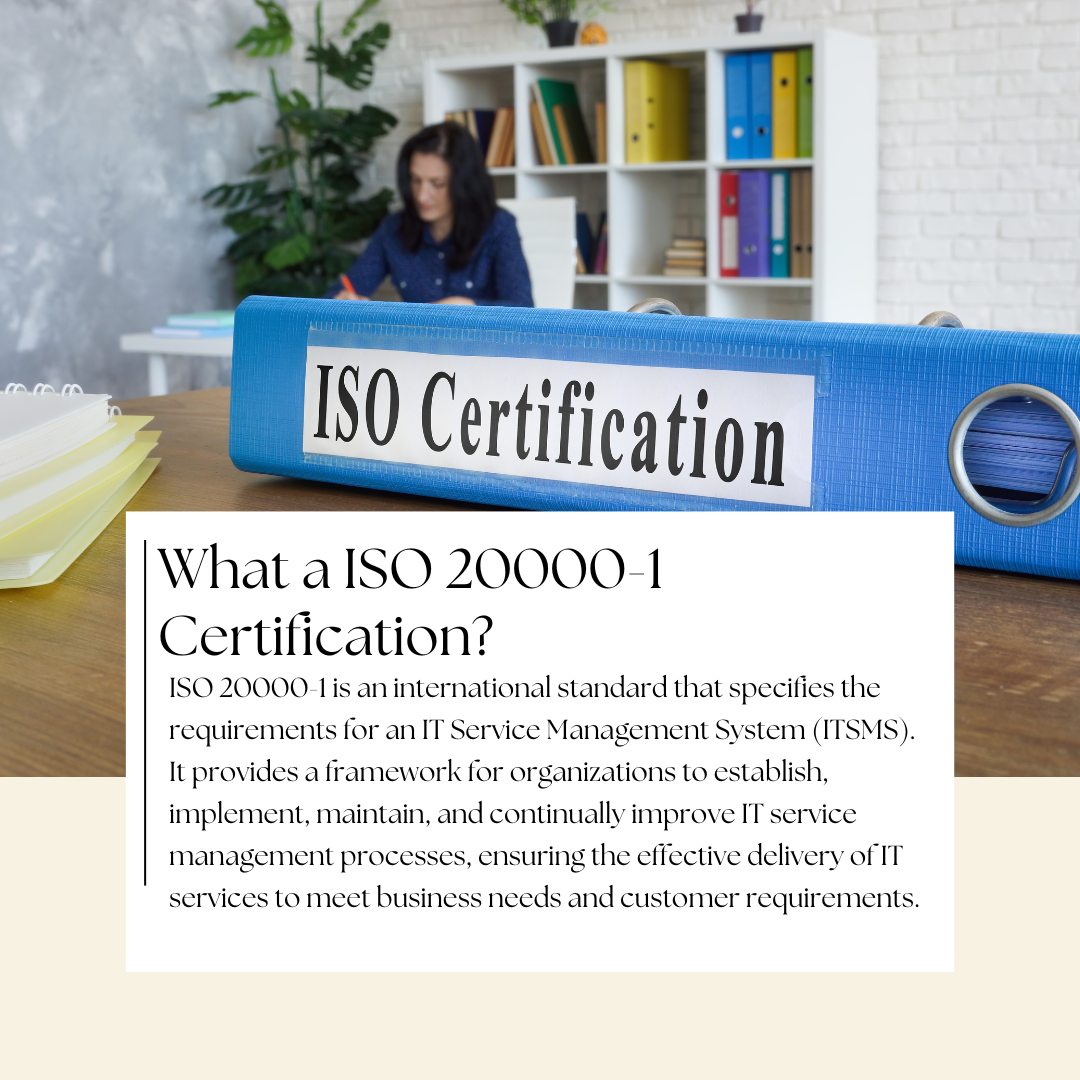 ISO Certification
What a ISO 20000-1
Certification?
ISO 20000-1 is an international standard that specifies the
requirements for an IT Service Management System (ITSMS).
It provides a framework for organizations to establish,
implement, maintain, and continually improve IT service
management processes, ensuring the effective delivery of IT
services to meet business needs and customer requirements.